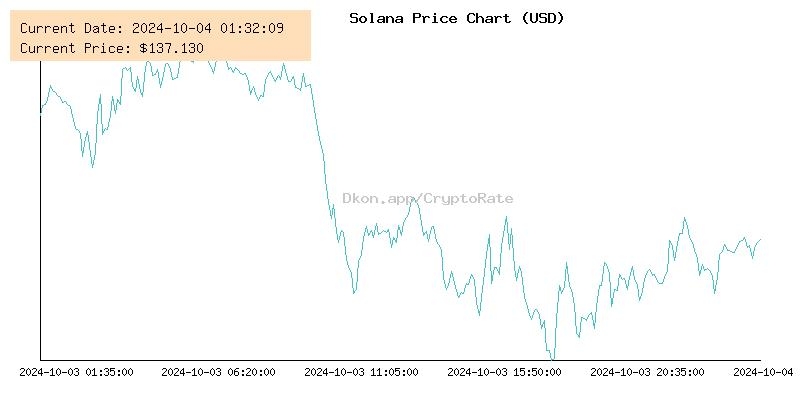 Solana Price Chart (USD)
Current Date: 2024-10-04 01:32:09
Current Price: $137.130
Dkon.app/CryptoRate
2024-10-03 01:35:00 2024-10-03 06:20:00 2024-10-03 11:05:00 2024-10-03 15:50:00 2024-10-03 20:35:00 2024-10-04